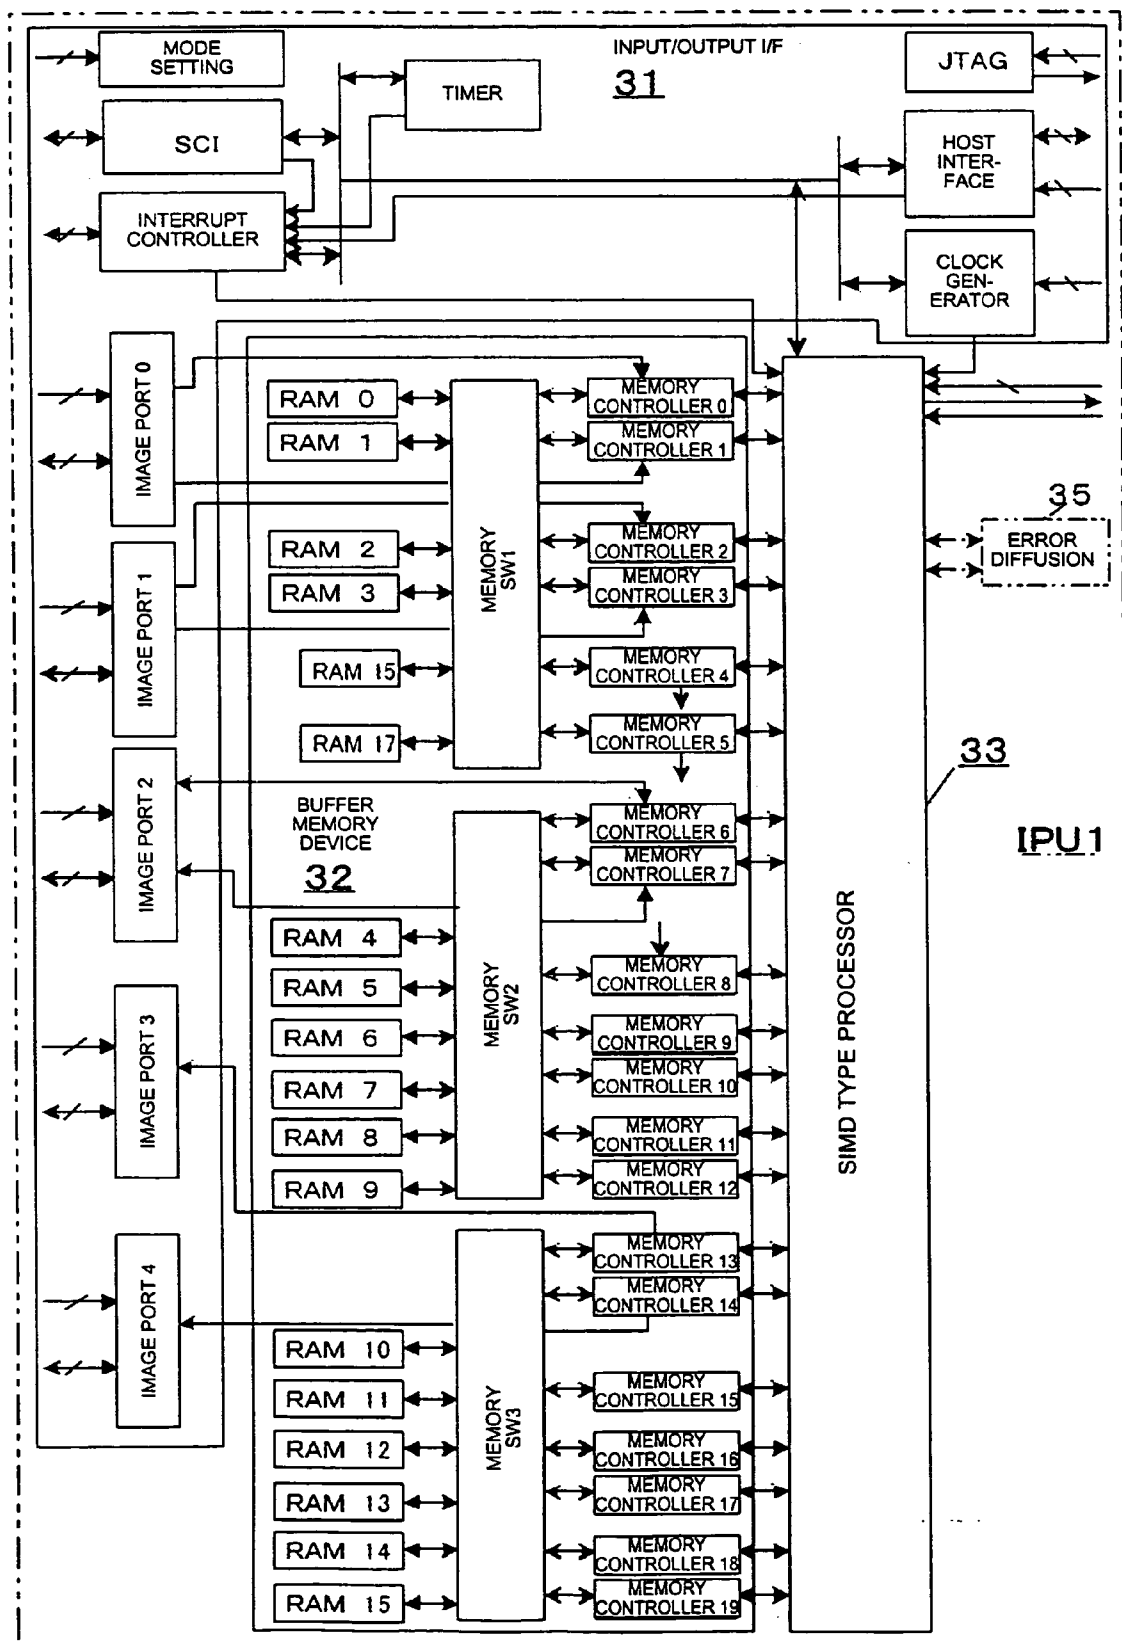 MODE
SETTING
INPUT/OUTPUT I/F
31
JTAG
TIMER
SCI
HOST
INTER-
FACE
INTERRUPT
CONTROLLER
CLOCK
GEN-
ERATOR
IMAGE PORT 0
RAM 0
RAM 1
MEMORY
CONTROLLER 0
MEMORY
CONTROLLER 1
IMAGE PORT 1
RAM 2
RAM 3
RAM 15
RAM 17
MEMORY
SW1
MEMORY
CONTROLLER 2
MEMORY
CONTROLLER 3
MEMORY
CONTROLLER 4
MEMORY
CONTROLLER 5
35
ERROR
DIFFUSION
33
IPU1
IMAGE PORT 2
BUFFER
MEMORY
DEVICE
32
MEMORY
CONTROLLER 6
MEMORY
CONTROLLER 7
SIMD TYPE PROCESSOR
RAM 4
RAM 5
RAM 6
RAM 7
RAM 8
RAM 9
MEMORY
SW2
MEMORY
CONTROLLER 8
MEMORY
CONTROLLER 9
MEMORY
CONTROLLER 10
MEMORY
CONTROLLER 11
MEMORY
CONTROLLER 12
IMAGE PORT 3
MEMORY
CONTROLLER 13
MEMORY
CONTROLLER 14
IMAGE PORT 4
RAM 10
RAM 11
RAM 12
RAM 13
RAM 14
RAM 15
MEMORY
SW3
MEMORY
CONTROLLER 15
MEMORY
CONTROLLER 16
MEMORY
CONTROLLER 17
MEMORY
CONTROLLER 18
MEMORY
CONTROLLER 19